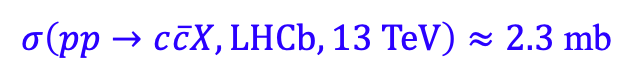 σ(pp → cc̄X, LHCb, 13 TeV) ≈ 2.3 mb